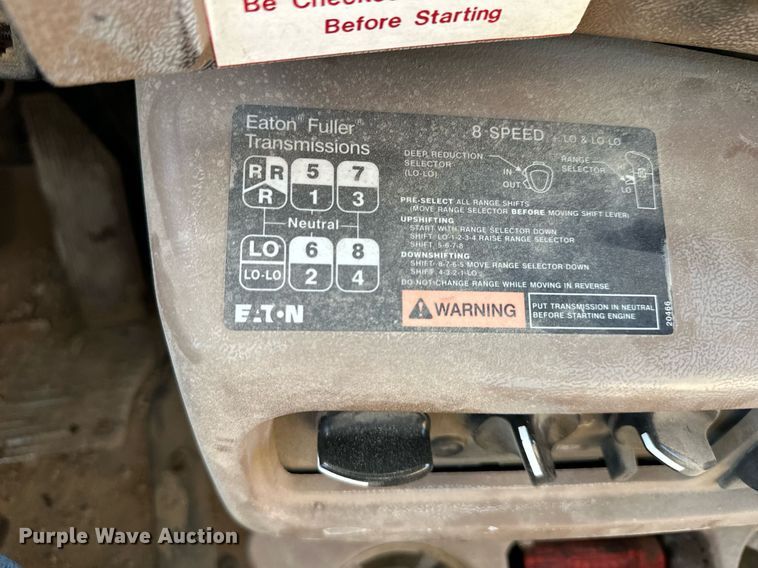 Be Checked
Before Starting
Eaton® Fuller®
Transmissions
8 SPEED + LO & LO-LO
DEEP REDUCTION
SELECTOR
(LO-LO)
IN
OUT
RANGE
SELECTOR
R R 5 7
R 1 3
Neutral
LO 6 8
LO-LO 2 4
PRE-SELECT ALL RANGE SHIFTS
(MOVE RANGE SELECTOR BEFORE MOVING SHIFT LEVER)
UPSHIFTING
START WITH RANGE SELECTOR DOWN
SHIFT LO-1-2-3-4 RAISE RANGE SELECTOR
SHIFT 5-6-7-8
DOWNSHIFTING
SHIFT 8-7-6-5 MOVE RANGE SELECTOR DOWN
SHIFT 4-3-2-1-LO
DO NOT CHANGE RANGE WHILE MOVING IN REVERSE
EATON
WARNING
PUT TRANSMISSION IN NEUTRAL
BEFORE STARTING ENGINE
20466
Purple Wave Auction
purplewave.com